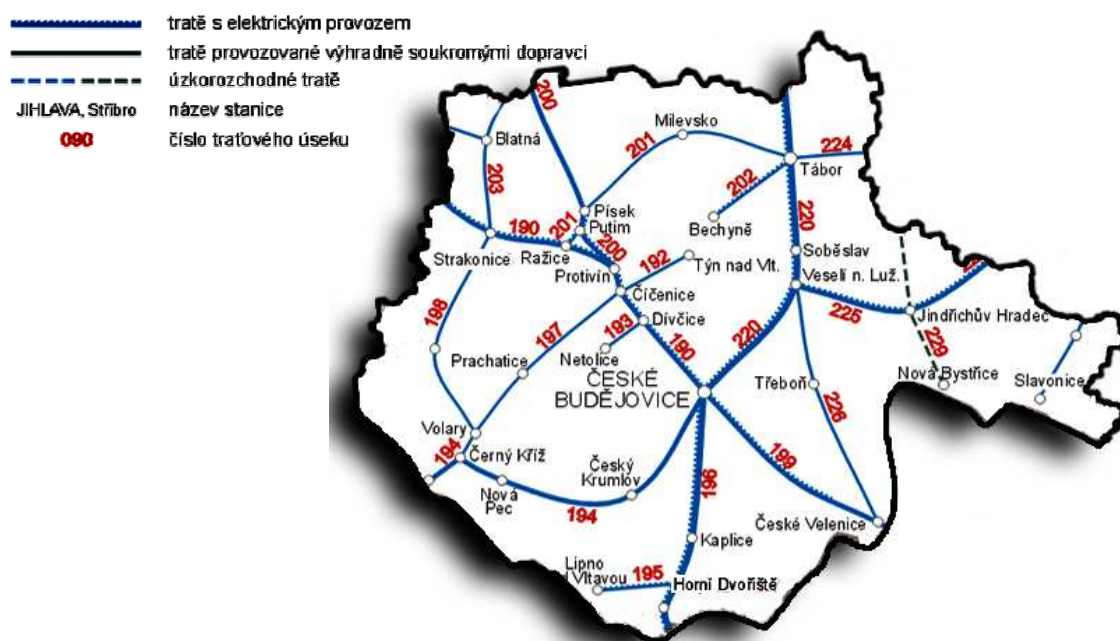 tratě s elektrickým provozem
tratě provozované výhradně soukromými dopravci
úzkorozchodné tratě
JIHLAVA, Stříbro název stanice
090 číslo traťového úseku
200
Milevsko
Blatná
201
224
Tábor
203
202
Písek
Putim
Bechyně
220
190
201
Strakonice
Ražice
200
Protivín
192
Týn nad Vlt.
Soběslav
Veselí n. Luž.
Číčenice
225
Jindřichův Hradec
198
197
193
Dívčice
190
220
229
Prachatice
Netolice
Třeboň
Nová Bystřice
Slavonice
ČESKÉ
BUDĚJOVICE
226
Volary
194
Černý Kříž
Český
Krumlov
199
196
Nová
Pec
194
České Velenice
Kaplice
Lipno
Vltavou
195
Horní Dvořiště